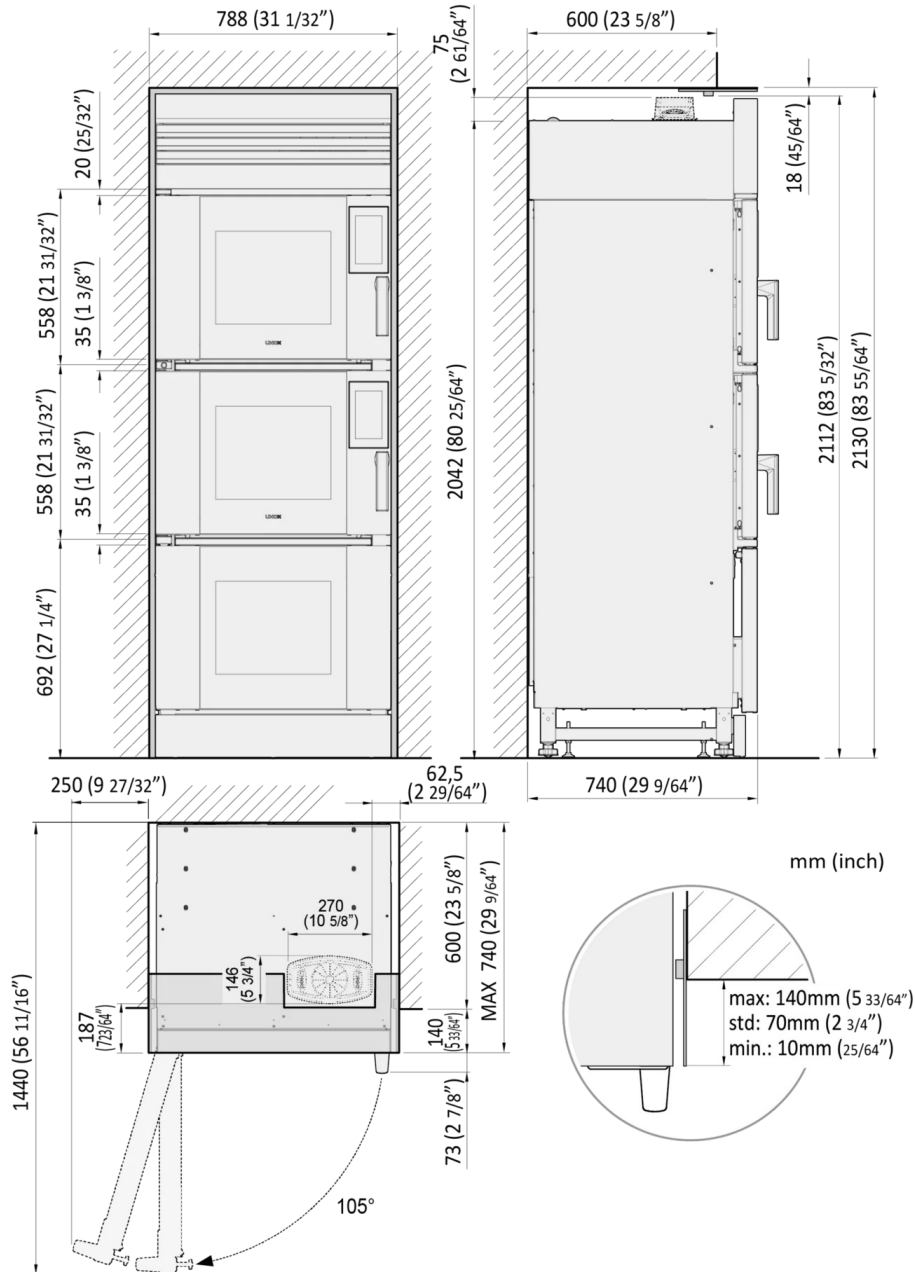 788 (31 1/32”)
600 (23 5/8”)
75
(2 61/64”)
20 (25/32”)
18 (45/64”)
558 (21 31/32”)
35 (1 3/8”)
558 (21 31/32”)
35 (1 3/8”)
692 (27 1/4”)
2042 (80 25/64”)
2112 (83 5/32”)
2130 (83 55/64”)
250 (9 27/32”)
62,5
(2 29/64”)
740 (29 9/64”)
1440 (56 11/16”)
270
(10 5/8”)
146
(5 3/4”)
187
(7 23/64”)
600 (23 5/8”)
MAX 740 (29 9/64”)
140
(5 33/64”)
73 (2 7/8”)
105°
mm (inch)
max: 140mm (5 33/64”)
std: 70mm (2 3/4”)
min.: 10mm (25/64”)